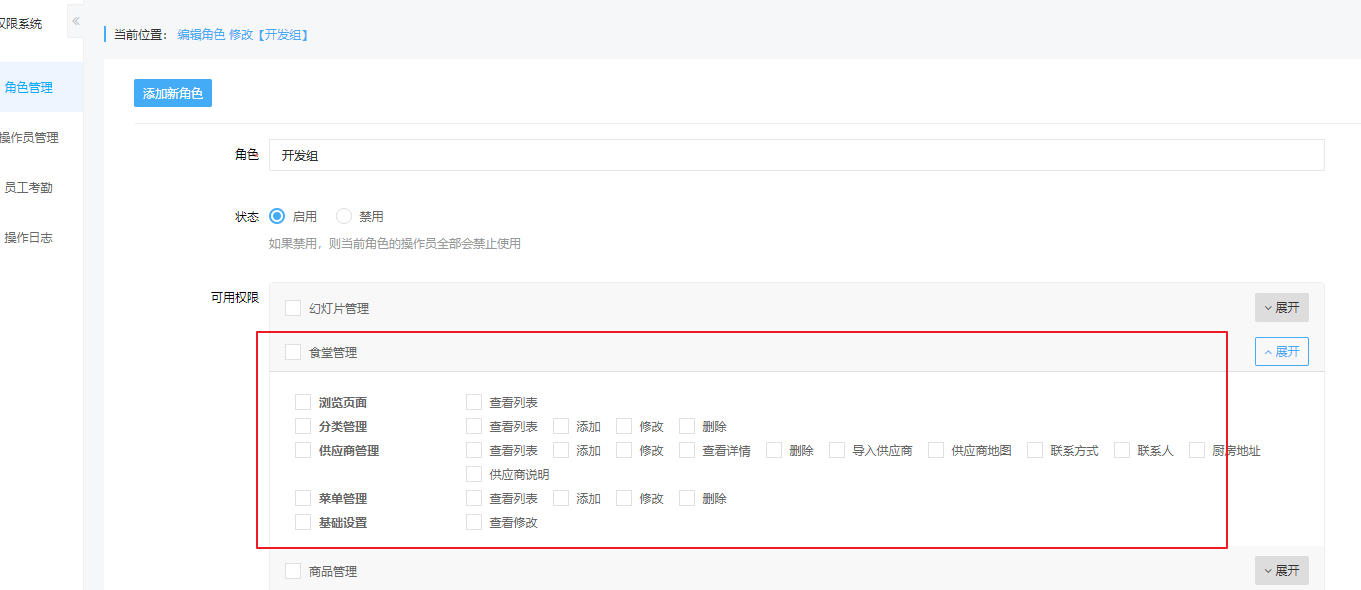 权限系统
«
角色管理
操作员管理
员工考勤
操作日志
当前位置： 编辑角色 修改【开发组】
添加新角色
角色 开发组
状态 启用 禁用
如果禁用，则当前角色的操作员全部会禁止使用
可用权限
幻灯片管理 展开
食堂管理 展开
浏览页面 查看列表
分类管理 查看列表 添加 修改 删除
供应商管理 查看列表 添加 修改 查看详情 删除 导入供应商 供应商地图 联系方式 联系人 厨房地址
供应商说明
菜单管理 查看列表 添加 修改 删除
基础设置 查看修改
商品管理 展开